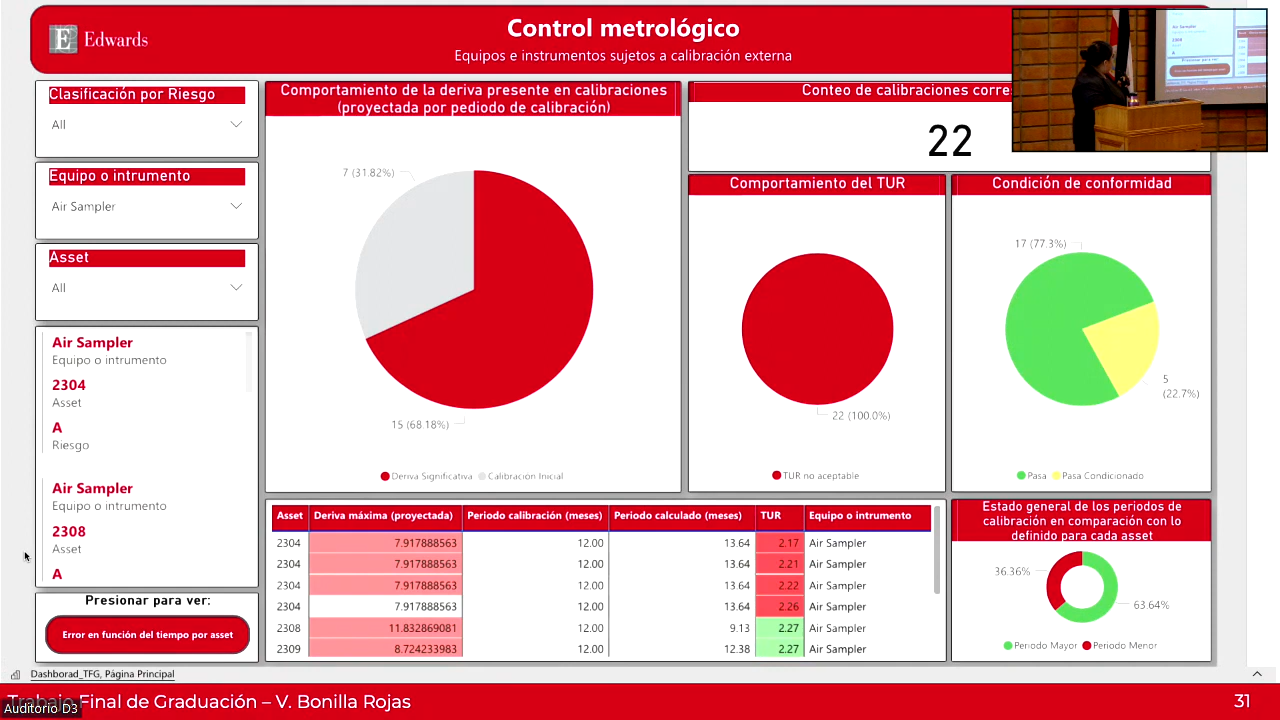 Edwards
Control metrológico
Equipos e instrumentos sujetos a calibración externa
Clasificación por Riesgo
All
Equipo o intrumento
Air Sampler
Asset
All
Air Sampler
Equipo o intrumento
2304
Asset
A
Riesgo
Air Sampler
Equipo o intrumento
2308
Asset
A
Presionar para ver:
Error en función del tiempo por asset
Comportamiento de la deriva presente en calibraciones
(proyectada por pediodo de calibración)
7 (31.82%)
15 (68.18%)
Deriva Significativa Calibración Inicial
Conteo de calibraciones corre
22
Comportamiento del TUR
22 (100.0%)
TUR no aceptable
Condición de conformidad
17 (77.3%)
5
(22.7%)
Pasa Pasa Condicionado
Asset Deriva máxima (proyectada) Periodo calibración (meses) Periodo calculado (meses) TUR Equipo o intrumento
2304 7.917888563 12.00 13.64 2.17 Air Sampler
2304 7.917888563 12.00 13.64 2.21 Air Sampler
2304 7.917888563 12.00 13.64 2.22 Air Sampler
2304 7.917888563 12.00 13.64 2.26 Air Sampler
2308 11.832869081 12.00 9.13 2.27 Air Sampler
2309 8.724233983 12.00 12.38 2.27 Air Sampler
Estado general de los periodos de
calibración en comparación con lo
definido para cada asset
36.36%
63.64%
Periodo Mayor Periodo Menor
Air Sampler
2308
A
Presionar para ver:
Dashborad_TFG, Página Principal
Trabajo Final de Graduación – V. Bonilla Rojas
31
Auditorio D3